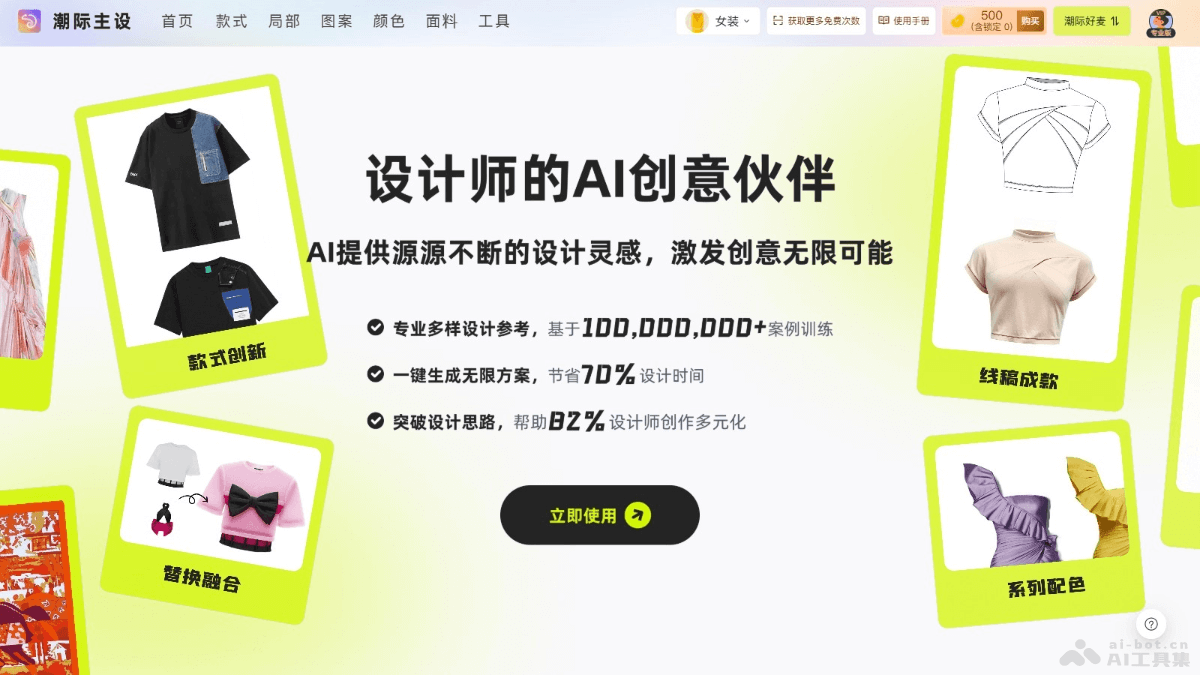 潮际主设
首页
款式
局部
图案
颜色
面料
工具
女装
获取更多免费次数
使用手册
500
(含锁定 0)
购买
潮际好麦
专业版
设计师的AI创意伙伴
AI提供源源不断的设计灵感，激发创意无限可能
专业多样设计参考，基于100,000,000+案例训练
一键生成无限方案，节省70%设计时间
突破设计思路，帮助82%设计师创作多元化
立即使用
款式创新
替换融合
线稿成款
系列配色
ai-bot.cn
AI工具集